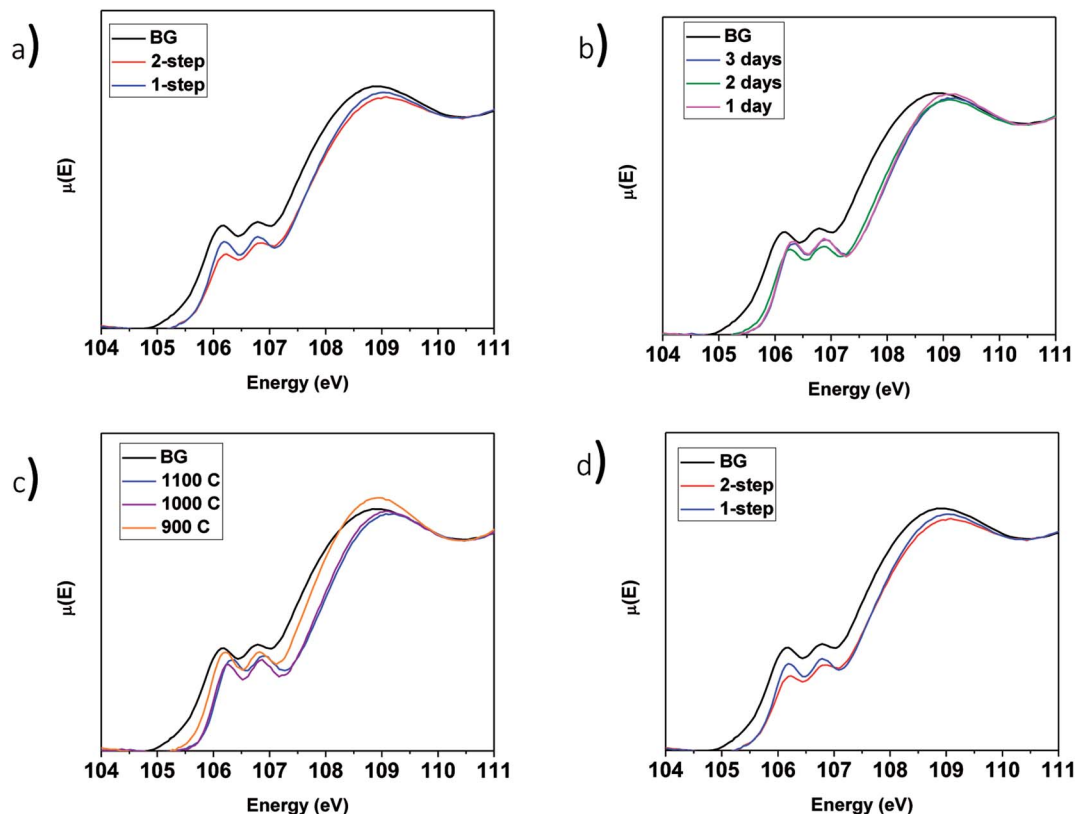 a)
BG
2-step
1-step
μ(E)
104 105 106 107 108 109 110 111
Energy (eV)
b)
BG
3 days
2 days
1 day
μ(E)
104 105 106 107 108 109 110 111
Energy (eV)
c)
BG
1100 C
1000 C
900 C
μ(E)
104 105 106 107 108 109 110 111
Energy (eV)
d)
BG
2-step
1-step
μ(E)
104 105 106 107 108 109 110 111
Energy (eV)